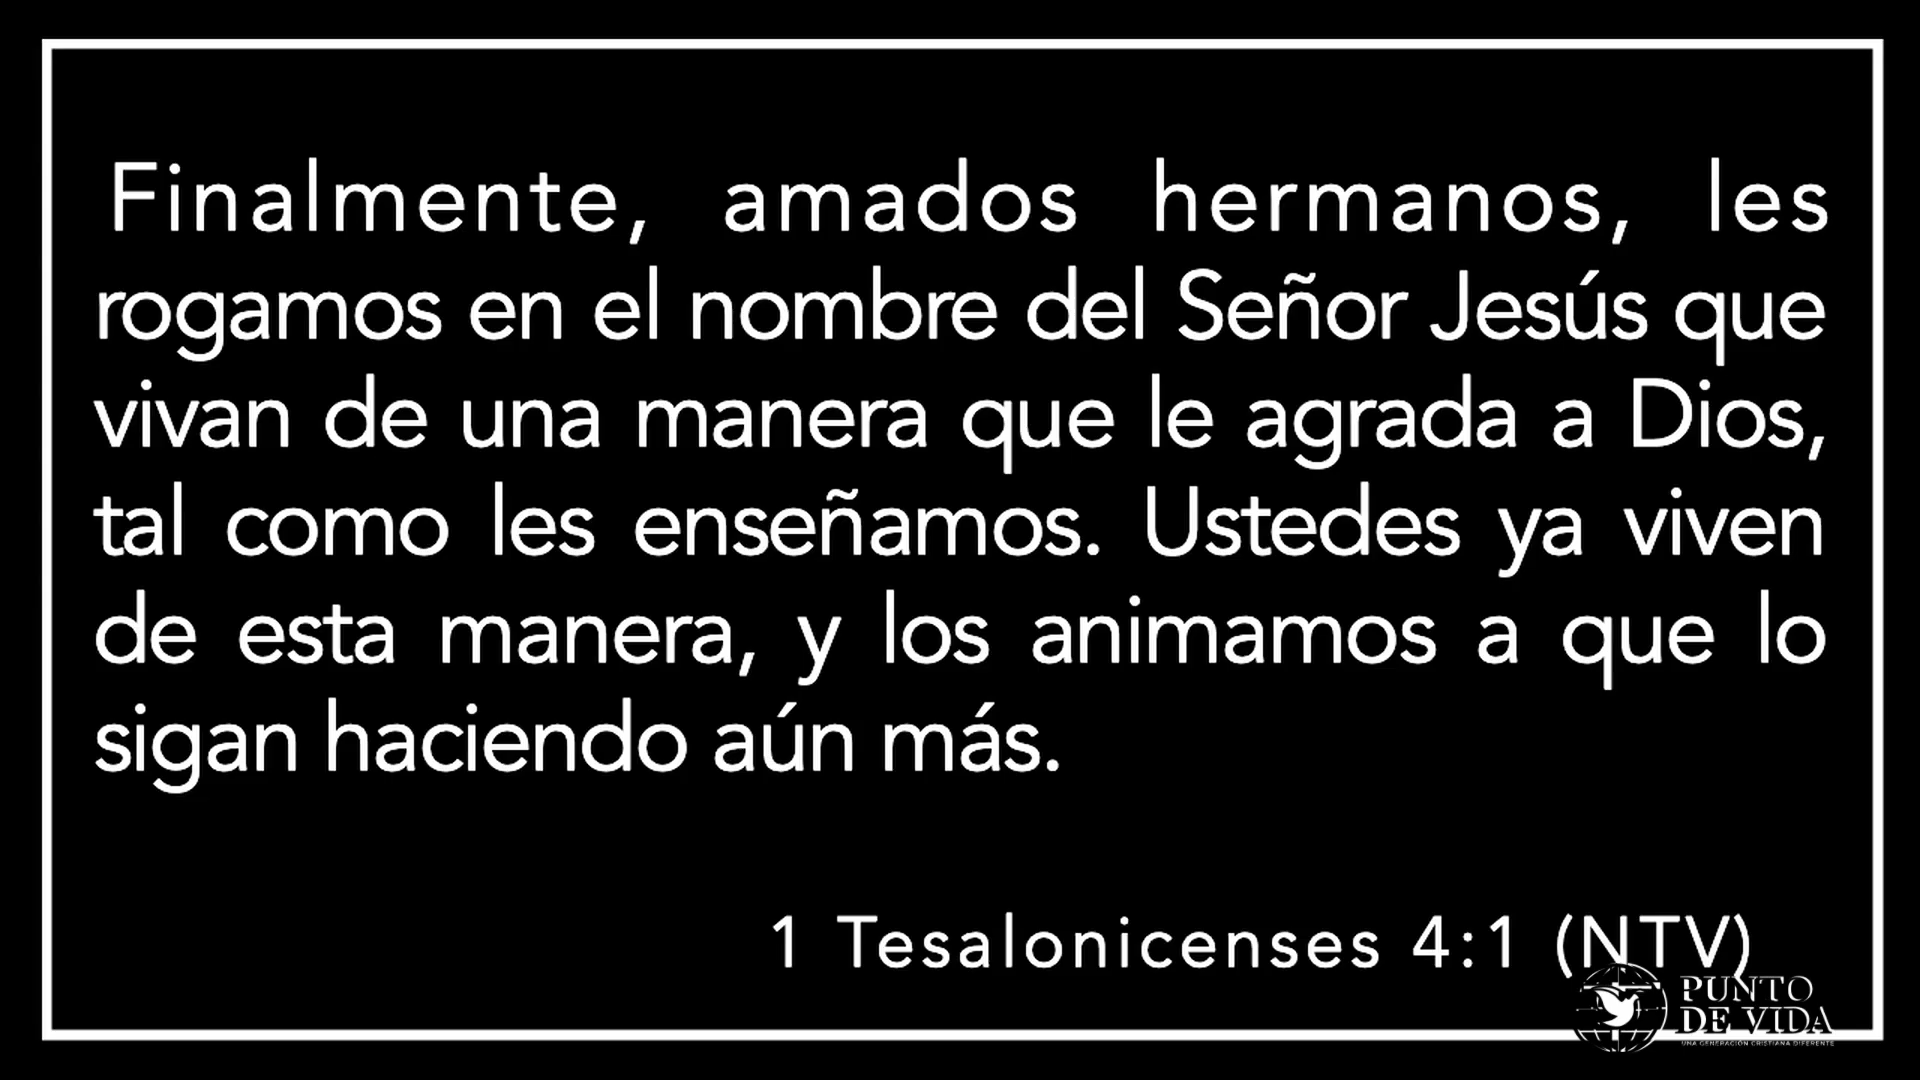 Finalmente, amados hermanos, les
rogamos en el nombre del Señor Jesús que
vivan de una manera que le agrada a Dios,
tal como les enseñamos. Ustedes ya viven
de esta manera, y los animamos a que lo
sigan haciendo aún más.
1 Tesalonicenses 4:1 (NTV)
PUNTO
DE VIDA
UNA GENERACIÓN CRISTIANA DIFERENTE